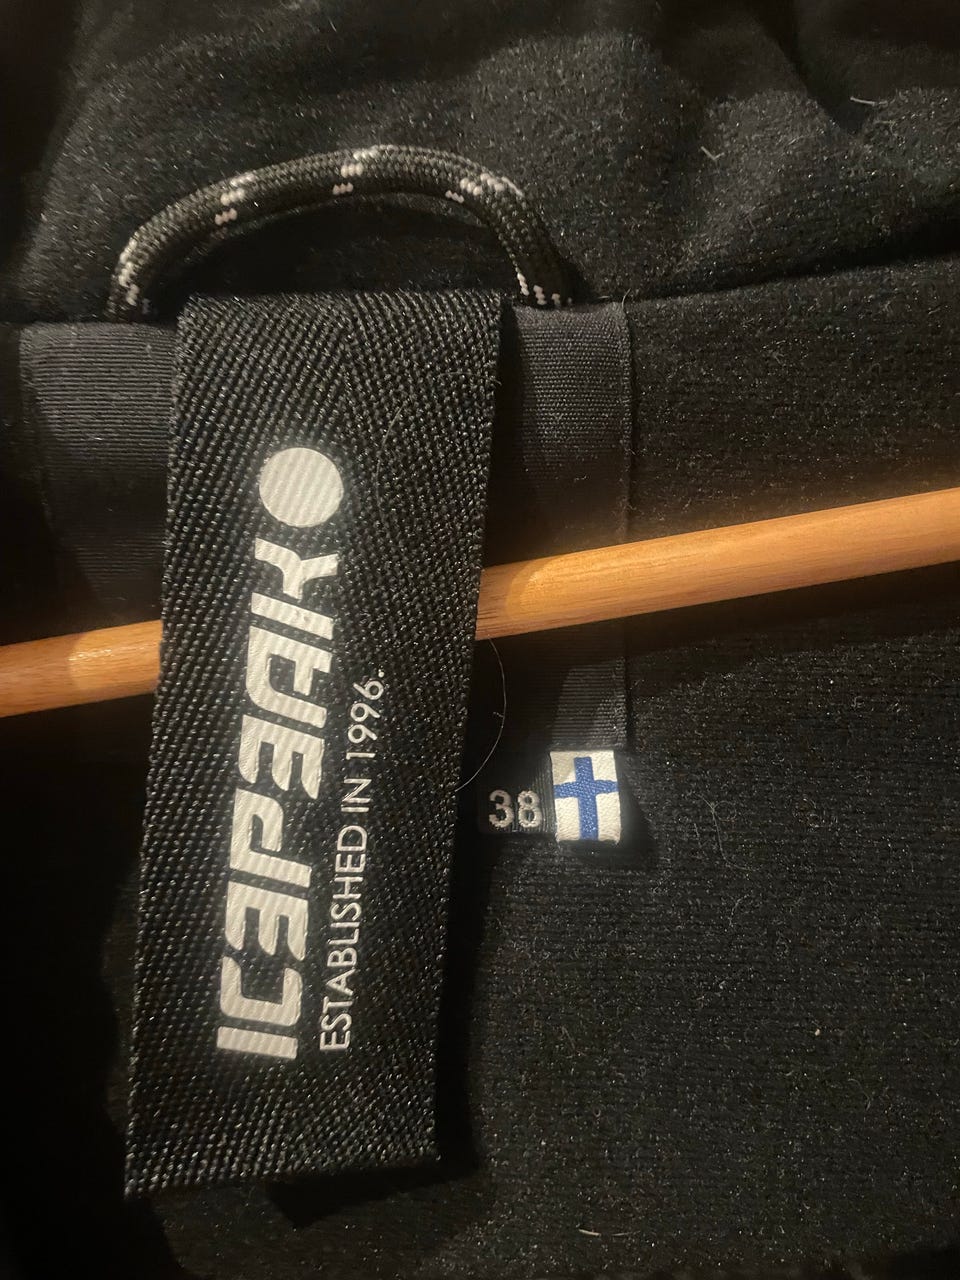 ICEPEAK
ESTABLISHED IN 1996.
38